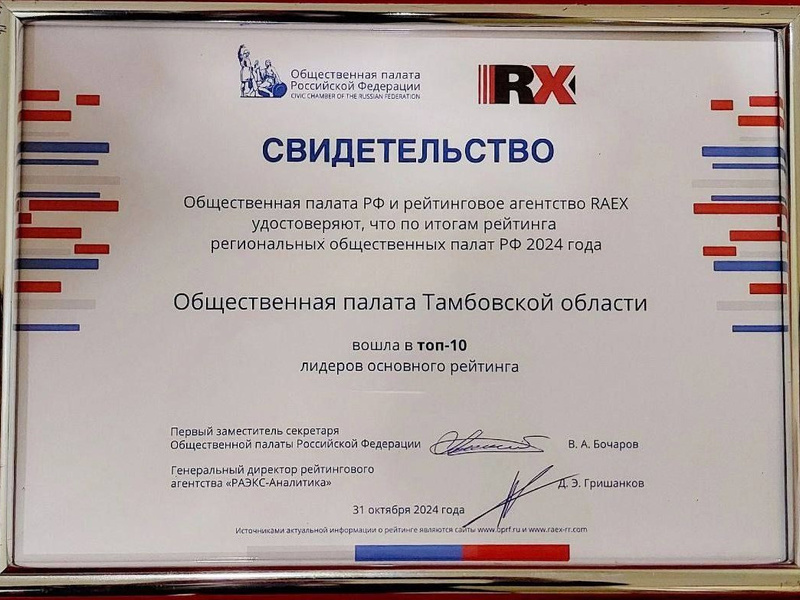 Общественная палата
Российской Федерации
CIVIC CHAMBER OF THE RUSSIAN FEDERATION
RX
СВИДЕТЕЛЬСТВО
Общественная палата РФ и рейтинговое агентство RAEX
удостоверяют, что по итогам рейтинга
региональных общественных палат РФ 2024 года
Общественная палата Тамбовской области
вошла в топ-10
лидеров основного рейтинга
Первый заместитель секретаря
Общественной палаты Российской Федерации В. А. Бочаров
Генеральный директор рейтингового
агентства «РАЭКС-Аналитика» Д. Э. Гришанков
31 октября 2024 года
Источниками актуальной информации о рейтинге являются сайты www.oprf.ru и www.raex-rr.com